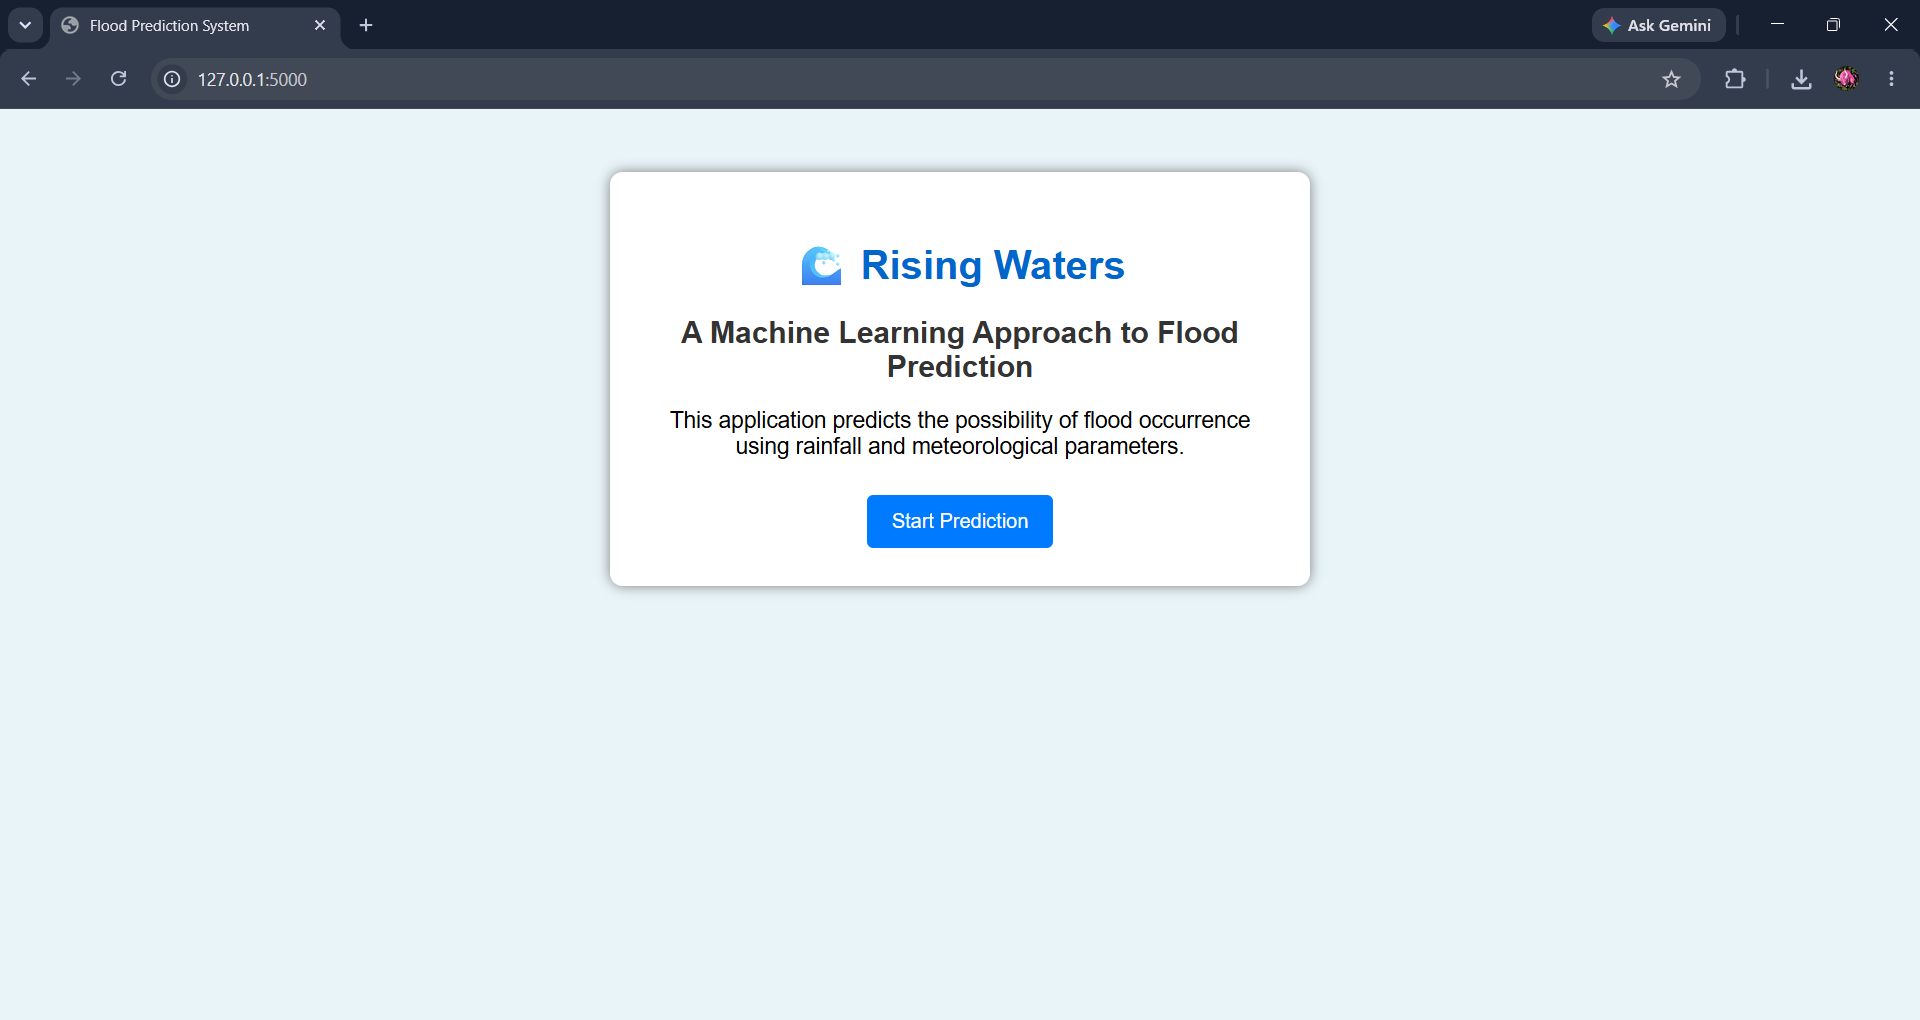 Flood Prediction System
Ask Gemini
127.0.0.1:5000
Rising Waters
A Machine Learning Approach to Flood
Prediction
This application predicts the possibility of flood occurrence
using rainfall and meteorological parameters.
Start Prediction